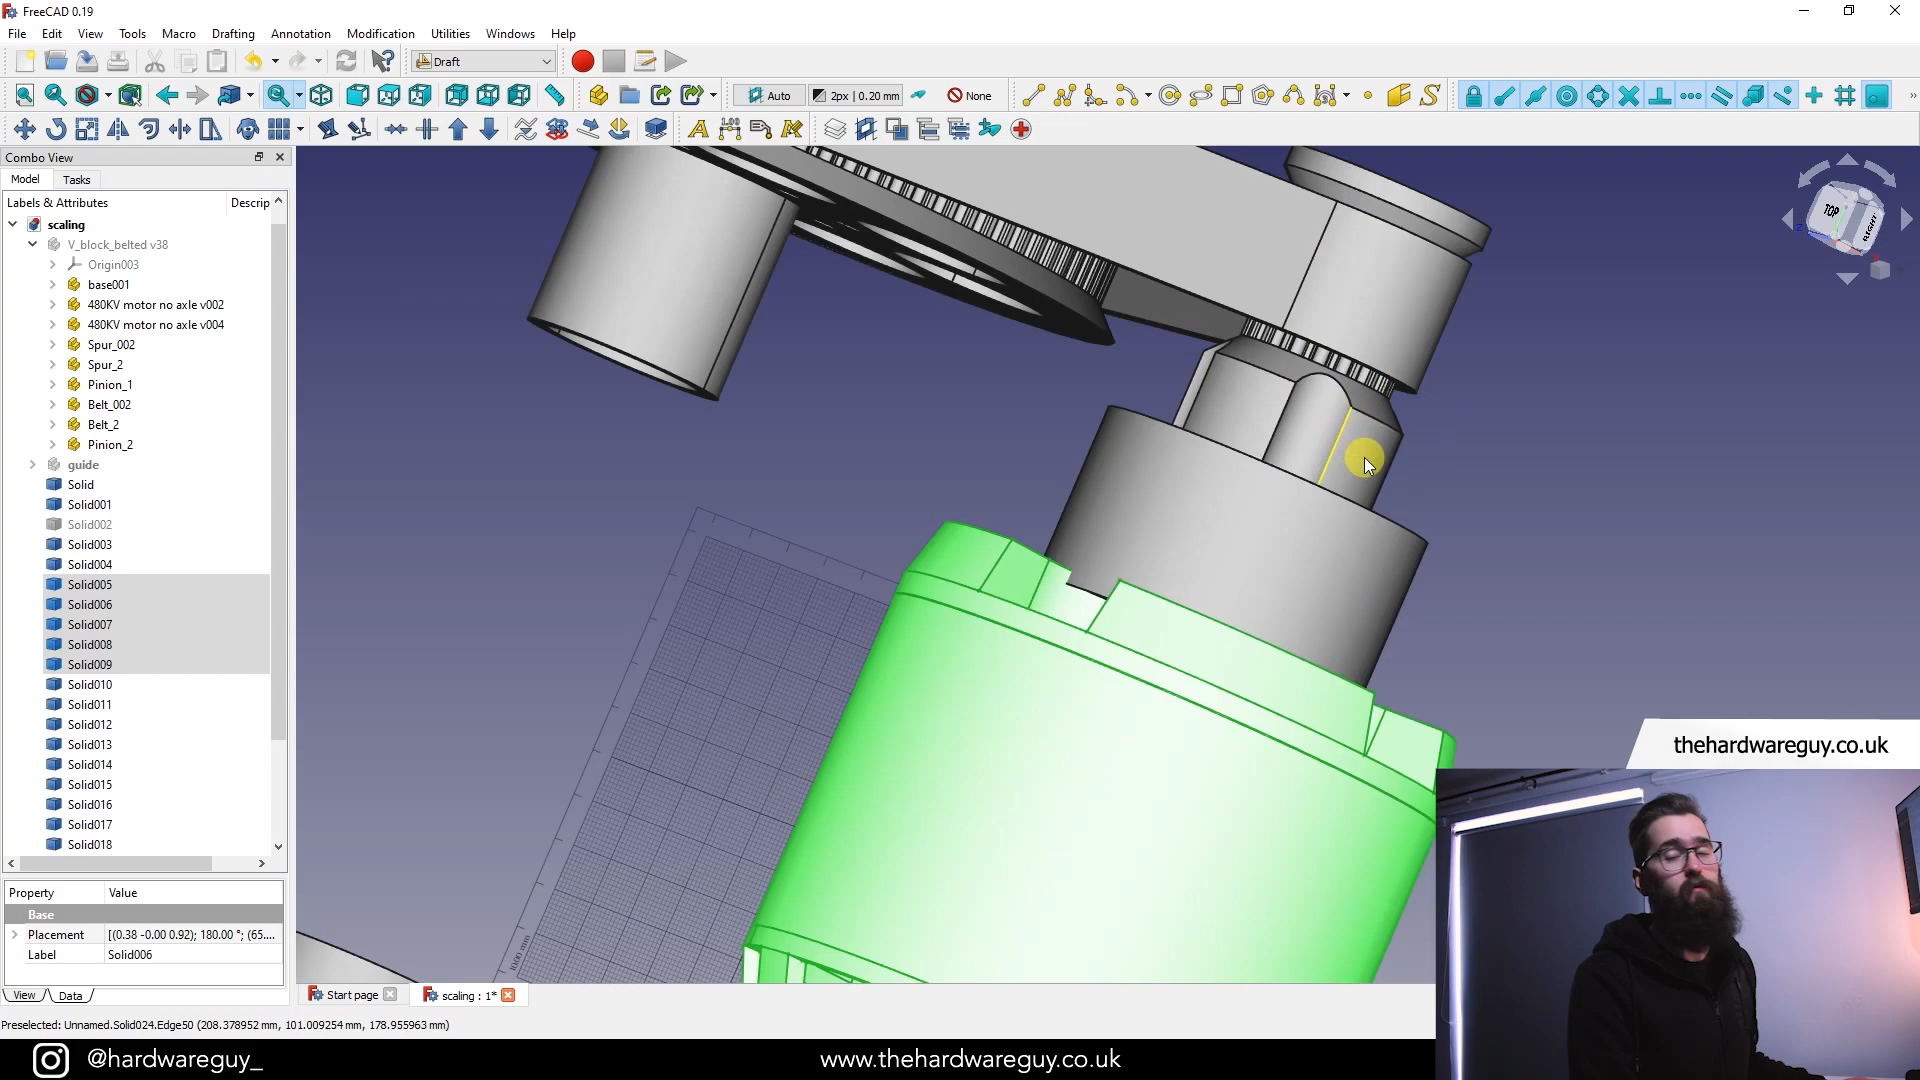 FreeCAD 0.19
File Edit View Tools Macro Drafting Annotation Modification Utilities Windows Help
Draft
Auto 2px | 0.20 mm None
Combo View
Model Tasks
Labels & Attributes Descrip
scaling
V_block_belted v38
Origin003
base001
480KV motor no axle v002
480KV motor no axle v004
Spur_002
Spur_2
Pinion_1
Belt_002
Belt_2
Pinion_2
guide
Solid
Solid001
Solid002
Solid003
Solid004
Solid005
Solid006
Solid007
Solid008
Solid009
Solid010
Solid011
Solid012
Solid013
Solid014
Solid015
Solid016
Solid017
Solid018
Property Value
Base
Placement [(0.38 -0.00 0.92); 180.00 °; (65....
Label Solid006
View Data
TOP
RIGHT
Z
10.00 mm
Start page scaling : 1*
Preselected: Unnamed.Solid024.Edge50 (208.378952 mm, 101.009254 mm, 178.955963 mm)
thehardwareguy.co.uk
@hardwareguy_
www.thehardwareguy.co.uk